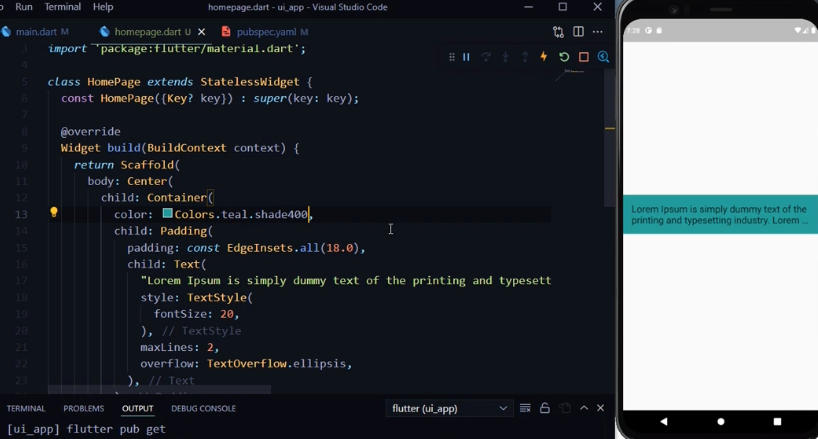 Run Terminal Help homepage.dart - ui_app - Visual Studio Code
main.dart M homepage.dart U pubspec.yaml M
3 import 'package:flutter/material.dart';
4
5 class HomePage extends StatelessWidget {
6 const HomePage({Key? key}) : super(key: key);
7
8 @override
9 Widget build(BuildContext context) {
10 return Scaffold(
11 body: Center(
12 child: Container(
13 color: Colors.teal.shade400,
14 child: Padding(
15 padding: const EdgeInsets.all(18.0),
16 child: Text(
17 "Lorem Ipsum is simply dummy text of the printing and typesett
18 style: TextStyle(
19 fontSize: 20,
20 ), // TextStyle
21 maxLines: 2,
22 overflow: TextOverflow.ellipsis,
23 ), // Text
TERMINAL PROBLEMS OUTPUT DEBUG CONSOLE flutter (ui_app)
[ui_app] flutter pub get
7:28 G
Lorem Ipsum is simply dummy text of the
printing and typesetting industry. Lorem ...